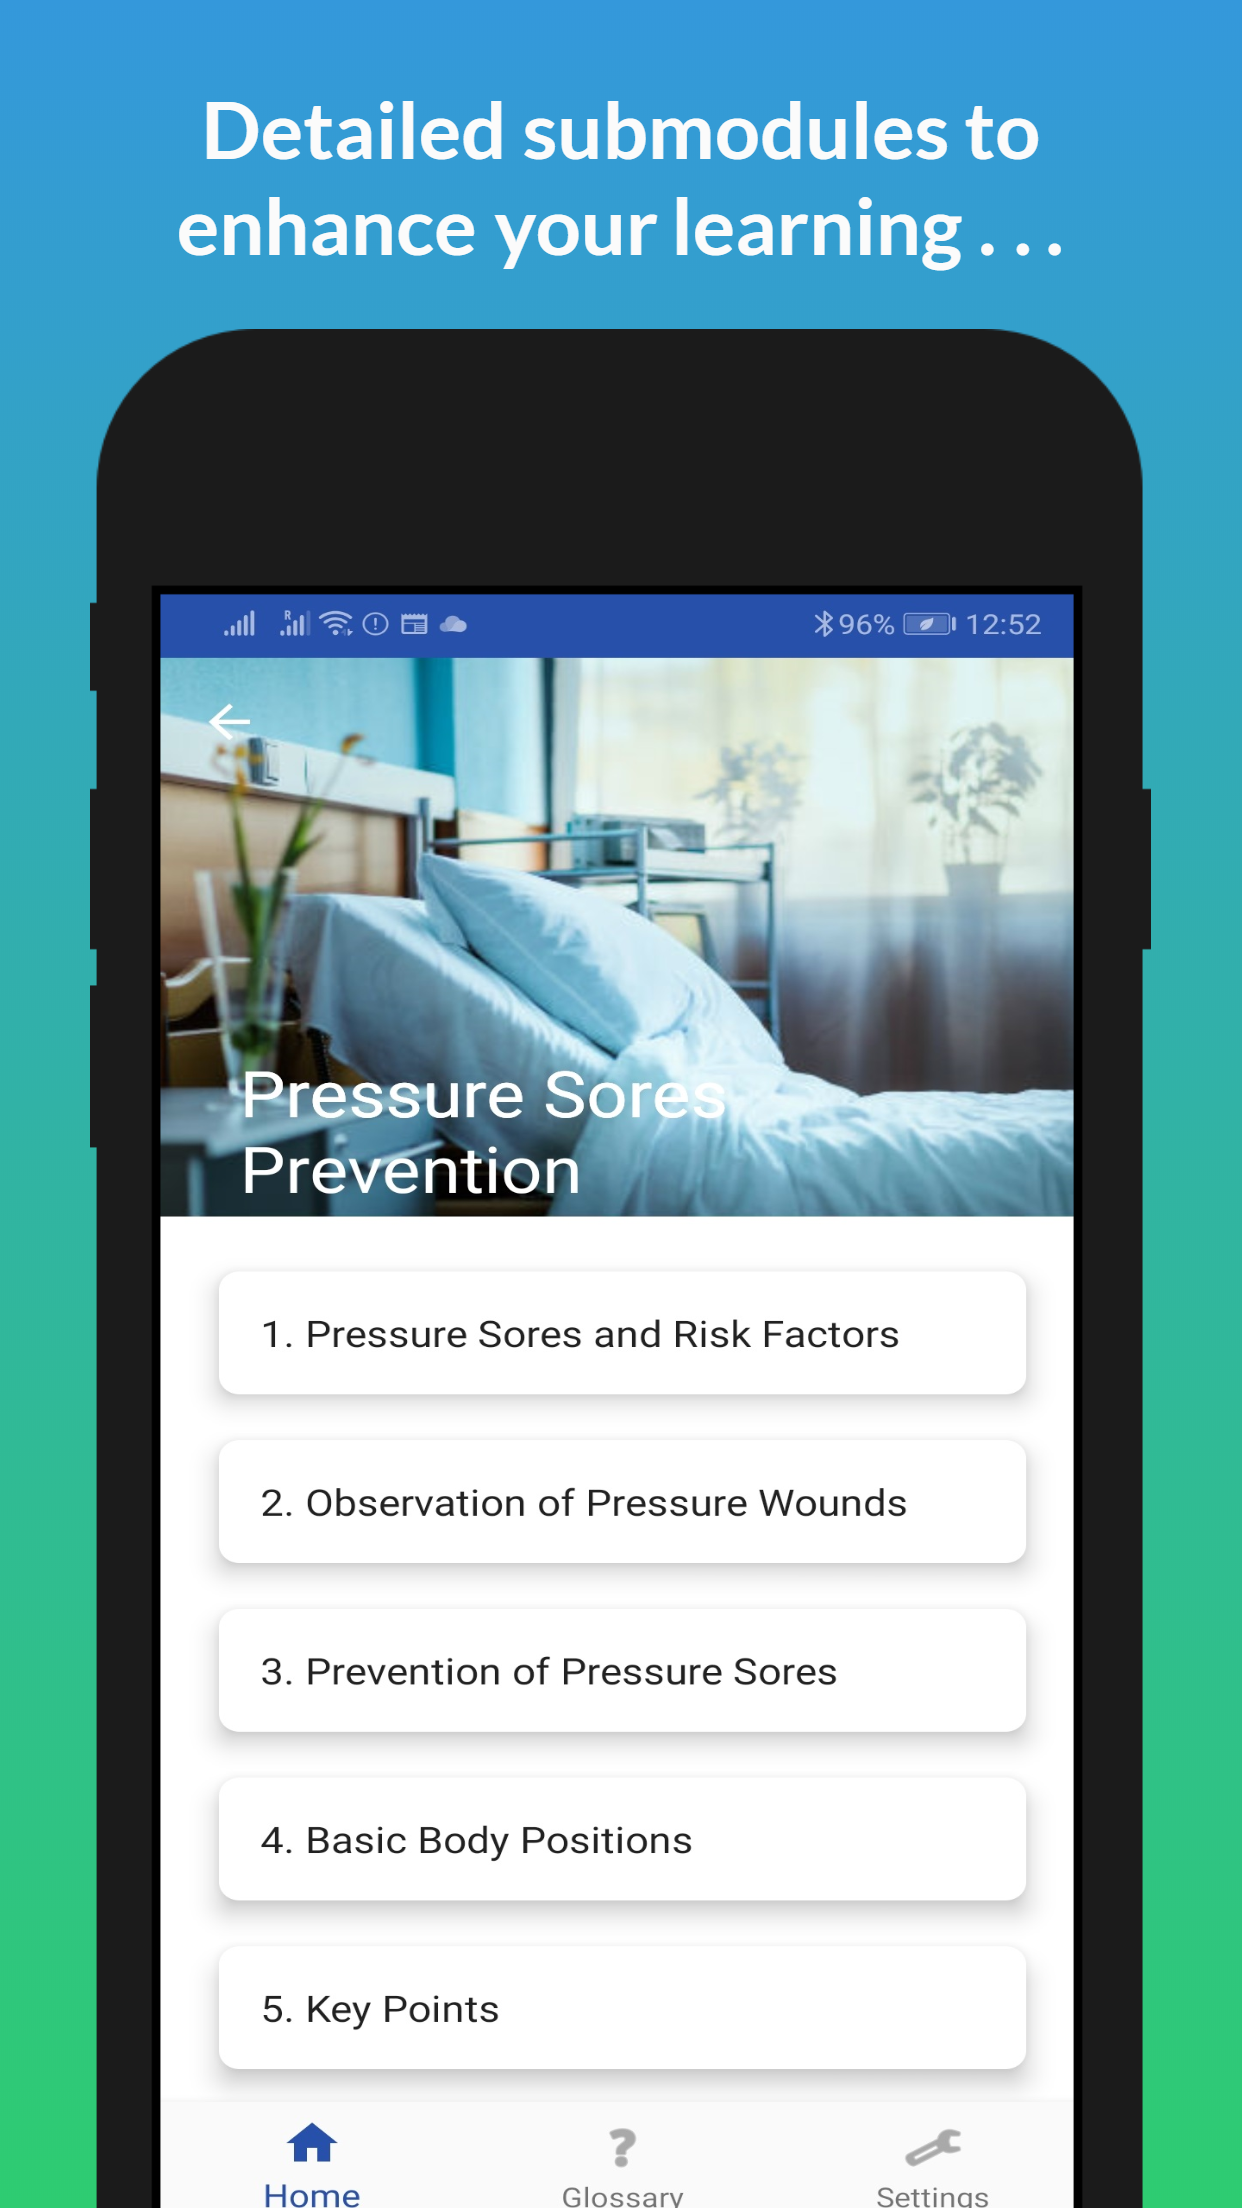 Detailed submodules to
enhance your learning . . .
R
96%
12:52
Pressure Sores
Prevention
1. Pressure Sores and Risk Factors
2. Observation of Pressure Wounds
3. Prevention of Pressure Sores
4. Basic Body Positions
5. Key Points
Home
Glossary
Settings